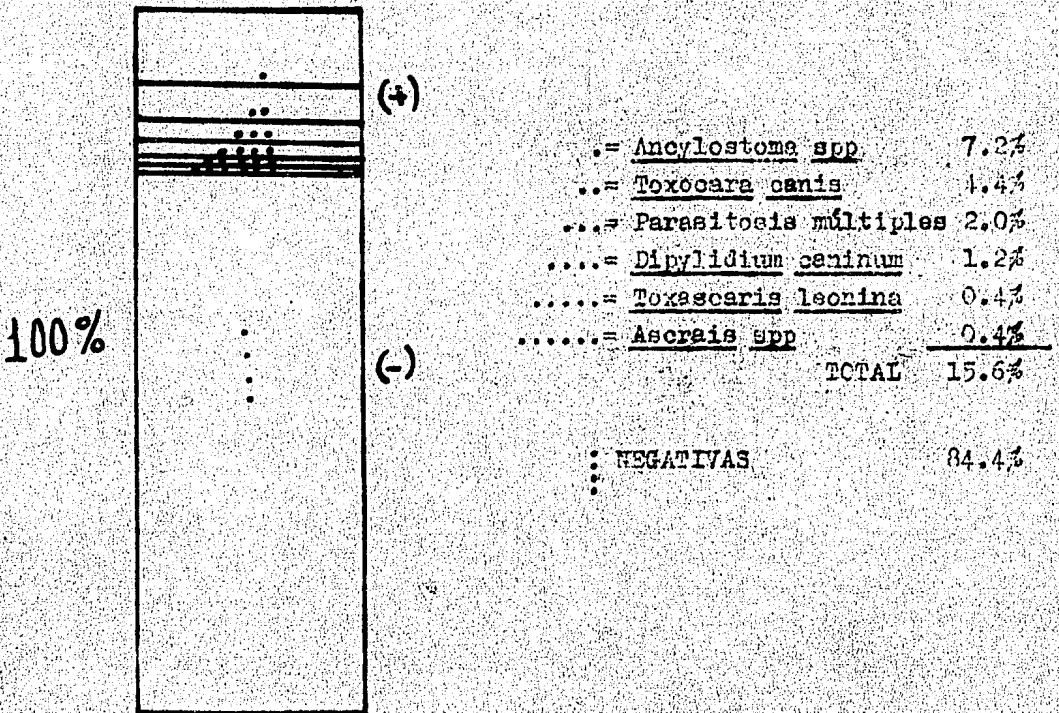 (+)
.= Ancylostoma spp 7.2%
..= Toxocara canis 4.4%
...= Parasitosis múltiples 2.0%
....= Dipylidium caninum 1.2%
.....= Toxascaris leonina 0.4%
......= Ascrais spp 0.4%
TOTAL 15.6%
100%
(-)
NEGATIVAS 84.4%